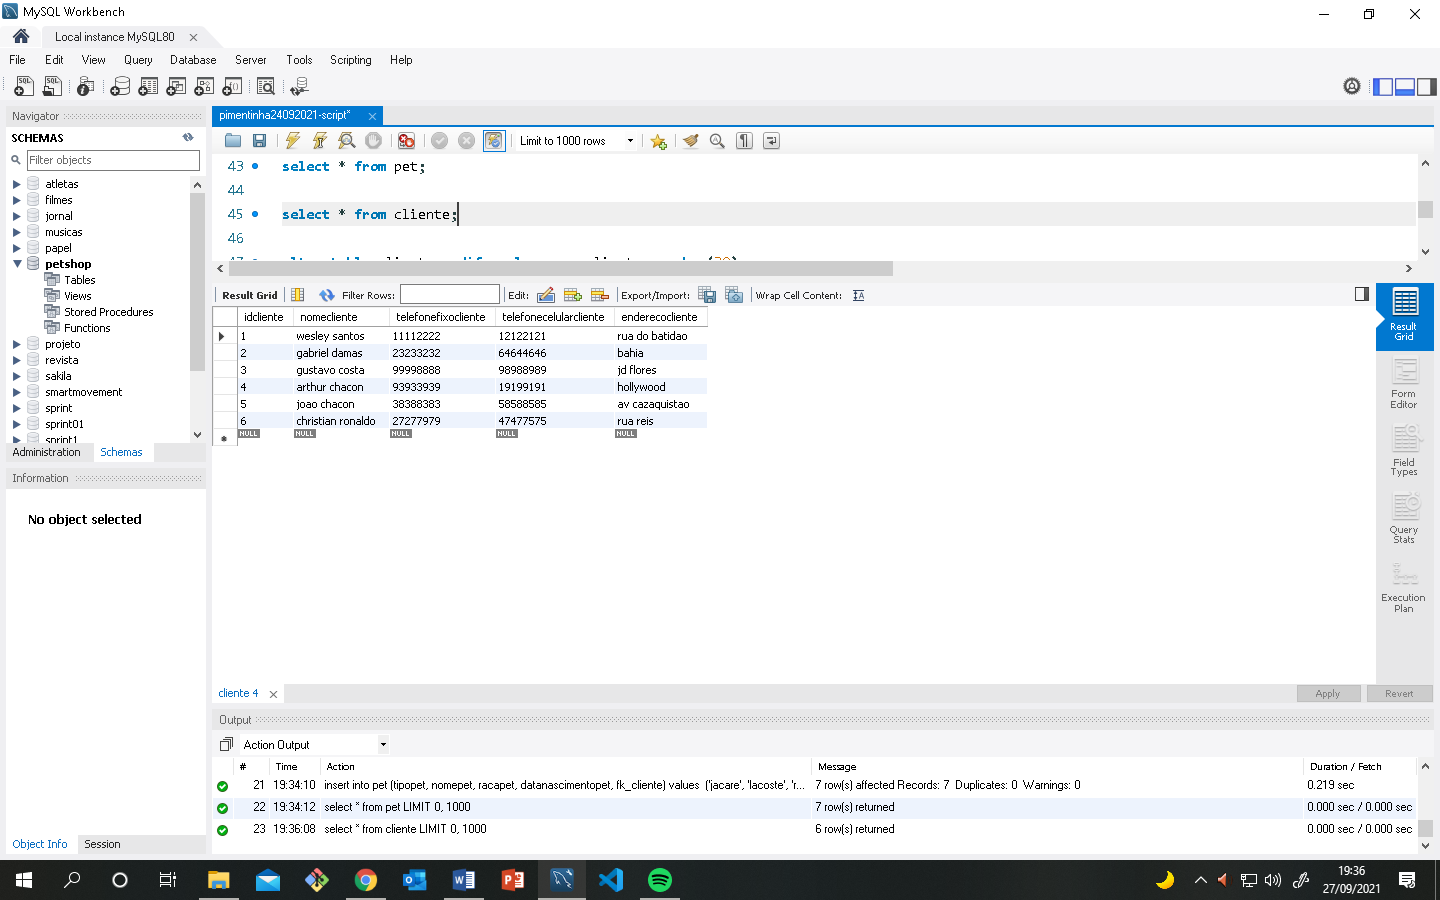 MySQL Workbench
Local instance MySQL80
File Edit View Query Database Server Tools Scripting Help
Navigator
SCHEMAS
Filter objects
atletas
filmes
jornal
musicas
papel
petshop
Tables
Views
Stored Procedures
Functions
projeto
revista
sakila
smartmovement
sprint
sprint01
sprint1
Administration Schemas
Information
No object selected
Object Info Session
pimentinha24092021-script*
Limit to 1000 rows
43 select * from pet;
44
45 select * from cliente;
46
Result Grid Filter Rows: Edit: Export/Import: Wrap Cell Content:
idcliente nomecliente telefonefixocliente telefonecelularcliente enderecocliente
1 wesley santos 11112222 12122121 rua do batidao
2 gabriel damas 23233232 64644646 bahia
3 gustavo costa 99998888 98988989 jd flores
4 arthur chacon 93933939 19199191 hollywood
5 joao chacon 38388383 58588585 av cazaquistao
6 christian ronaldo 27277979 47477575 rua reis
NULL NULL NULL NULL NULL
Result
Grid
Form
Editor
Field
Types
Query
Stats
Execution
Plan
cliente 4
Apply Revert
Output
Action Output
# Time Action Message Duration / Fetch
21 19:34:10 insert into pet (tipopet, nomepet, racapet, datanascimentopet, fk_cliente) values ('jacare', 'lacoste', 'r... 7 row(s) affected Records: 7 Duplicates: 0 Warnings: 0 0.219 sec
22 19:34:12 select * from pet LIMIT 0, 1000 7 row(s) returned 0.000 sec / 0.000 sec
23 19:36:08 select * from cliente LIMIT 0, 1000 6 row(s) returned 0.000 sec / 0.000 sec
19:36
27/09/2021